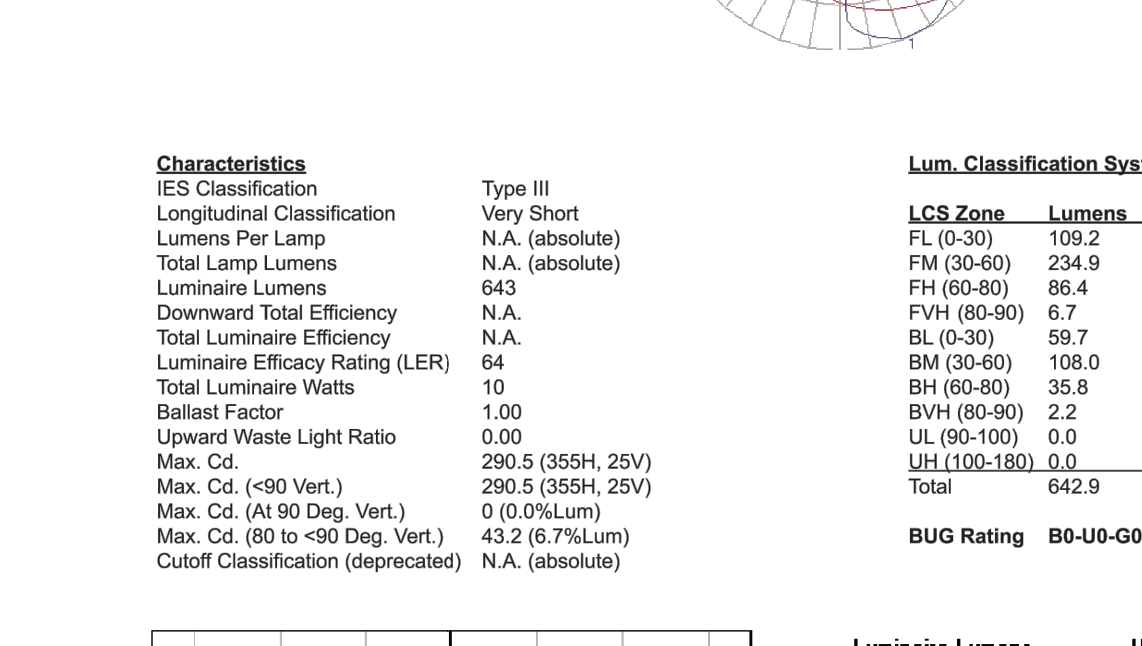 1
Characteristics
IES Classification Type III
Longitudinal Classification Very Short
Lumens Per Lamp N.A. (absolute)
Total Lamp Lumens N.A. (absolute)
Luminaire Lumens 643
Downward Total Efficiency N.A.
Total Luminaire Efficiency N.A.
Luminaire Efficacy Rating (LER) 64
Total Luminaire Watts 10
Ballast Factor 1.00
Upward Waste Light Ratio 0.00
Max. Cd. 290.5 (355H, 25V)
Max. Cd. (<90 Vert.) 290.5 (355H, 25V)
Max. Cd. (At 90 Deg. Vert.) 0 (0.0%Lum)
Max. Cd. (80 to <90 Deg. Vert.) 43.2 (6.7%Lum)
Cutoff Classification (deprecated) N.A. (absolute)
Lum. Classification Sys
LCS Zone Lumens
FL (0-30) 109.2
FM (30-60) 234.9
FH (60-80) 86.4
FVH (80-90) 6.7
BL (0-30) 59.7
BM (30-60) 108.0
BH (60-80) 35.8
BVH (80-90) 2.2
UL (90-100) 0.0
UH (100-180) 0.0
Total 642.9
BUG Rating B0-U0-G0